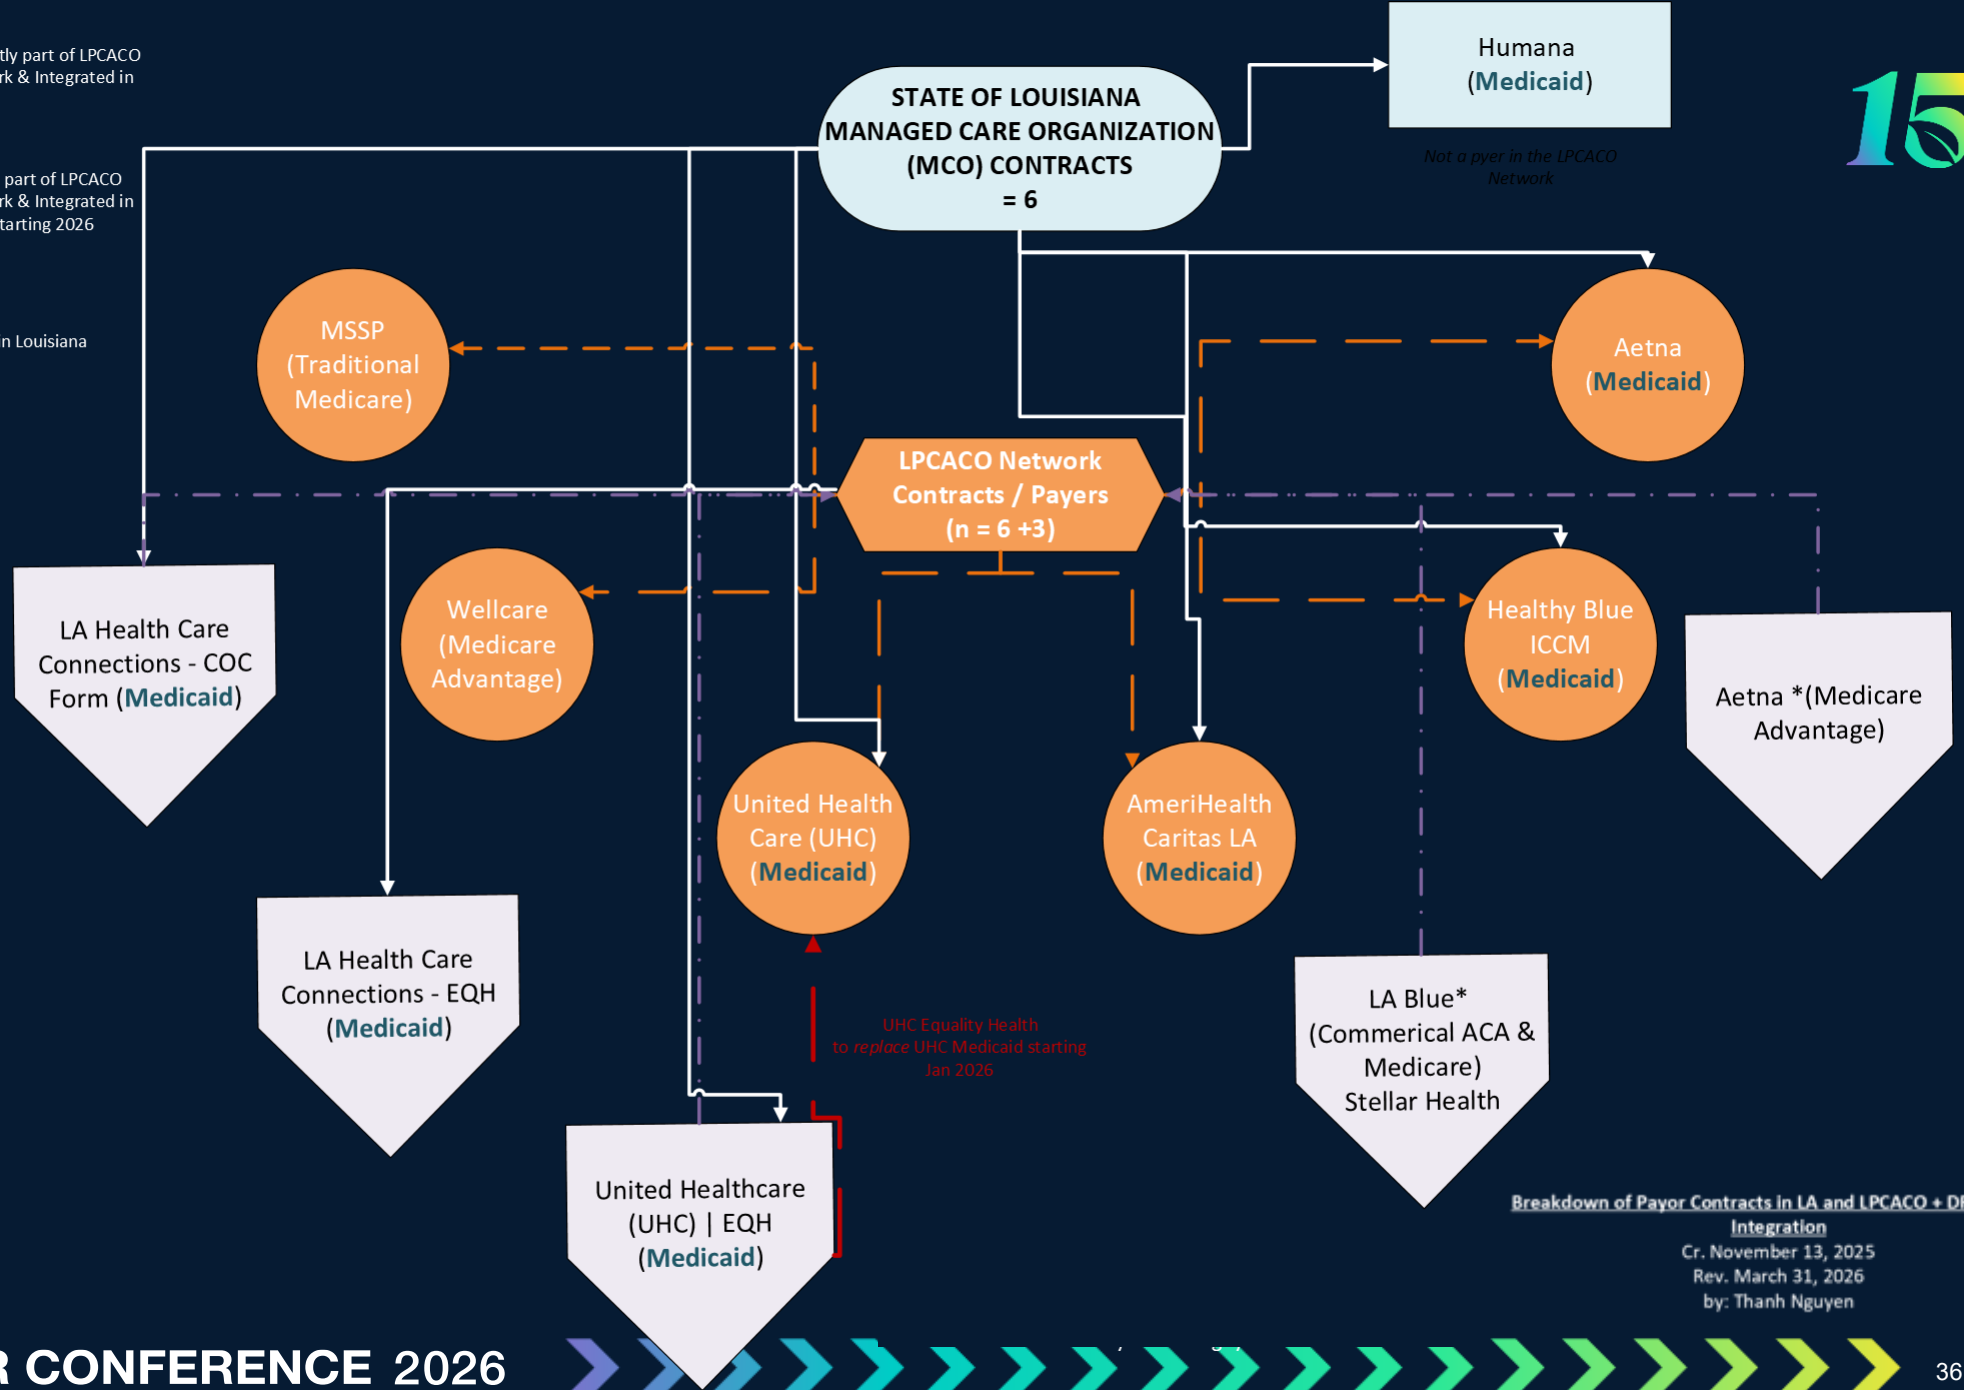 tly part of LPCACO
rk & Integrated in
part of LPCACO
rk & Integrated in
tarting 2026
in Louisiana
STATE OF LOUISIANA
MANAGED CARE ORGANIZATION
(MCO) CONTRACTS
= 6
Humana
(Medicaid)
Not a pyer in the LPCACO
Network
15
MSSP
(Traditional
Medicare)
Aetna
(Medicaid)
LPCACO Network
Contracts / Payers
(n = 6 +3)
LA Health Care
Connections - COC
Form (Medicaid)
Wellcare
(Medicare
Advantage)
Healthy Blue
ICCM
(Medicaid)
Aetna *(Medicare
Advantage)
United Health
Care (UHC)
(Medicaid)
AmeriHealth
Caritas LA
(Medicaid)
LA Health Care
Connections - EQH
(Medicaid)
UHC Equality Health
to replace UHC Medicaid starting
Jan 2026
LA Blue*
(Commerical ACA &
Medicare)
Stellar Health
United Healthcare
(UHC) | EQH
(Medicaid)
Breakdown of Payor Contracts in LA and LPCACO + DR
Integration
Cr. November 13, 2025
Rev. March 31, 2026
by: Thanh Nguyen
R CONFERENCE 2026
36